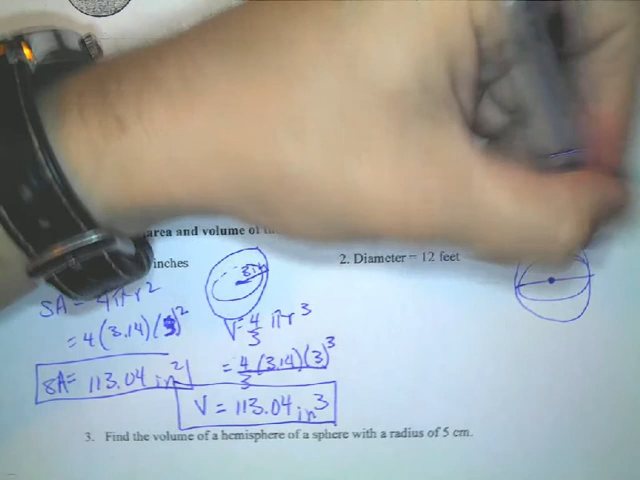 area and volume of
inches
2. Diameter = 12 feet
3in
SA = 4πr²
= 4(3.14)(3)²
SA = 113.04 in²
V = 4/3 πr³
= 4/3 (3.14)(3)³
V = 113.04 in³
3. Find the volume of a hemisphere of a sphere with a radius of 5 cm.